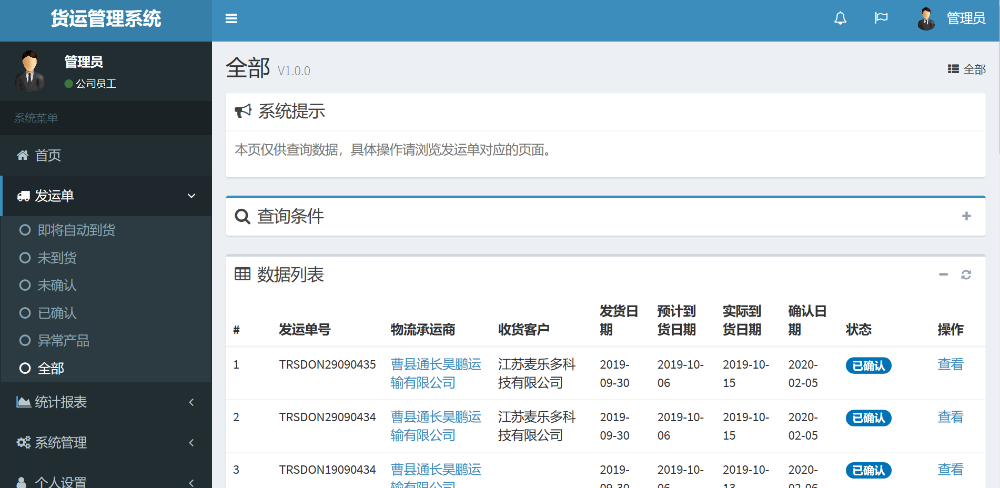 货运管理系统
管理员
管理员
公司员工
系统菜单
首页
发运单
即将自动到货
未到货
未确认
已确认
异常产品
全部
统计报表
系统管理
个人设置
全部 V1.0.0
全部
系统提示
本页仅供查询数据，具体操作请浏览发运单对应的页面。
查询条件
数据列表
# 发运单号 物流承运商 收货客户 发货日期 预计到货日期 实际到货日期 确认日期 状态 操作
1 TRSDON29090435 曹县通长昊鹏运输有限公司 江苏麦乐多科技有限公司 2019-09-30 2019-10-06 2019-10-15 2020-02-05 已确认 查看
2 TRSDON29090434 曹县通长昊鹏运输有限公司 江苏麦乐多科技有限公司 2019-09-30 2019-10-06 2019-10-15 2020-02-05 已确认 查看
3 TRSDON19090434 曹县通长昊鹏运输有限公司 2019-09-30 2019-10-06 2019-10-13 2020-02-06 已确认 查看